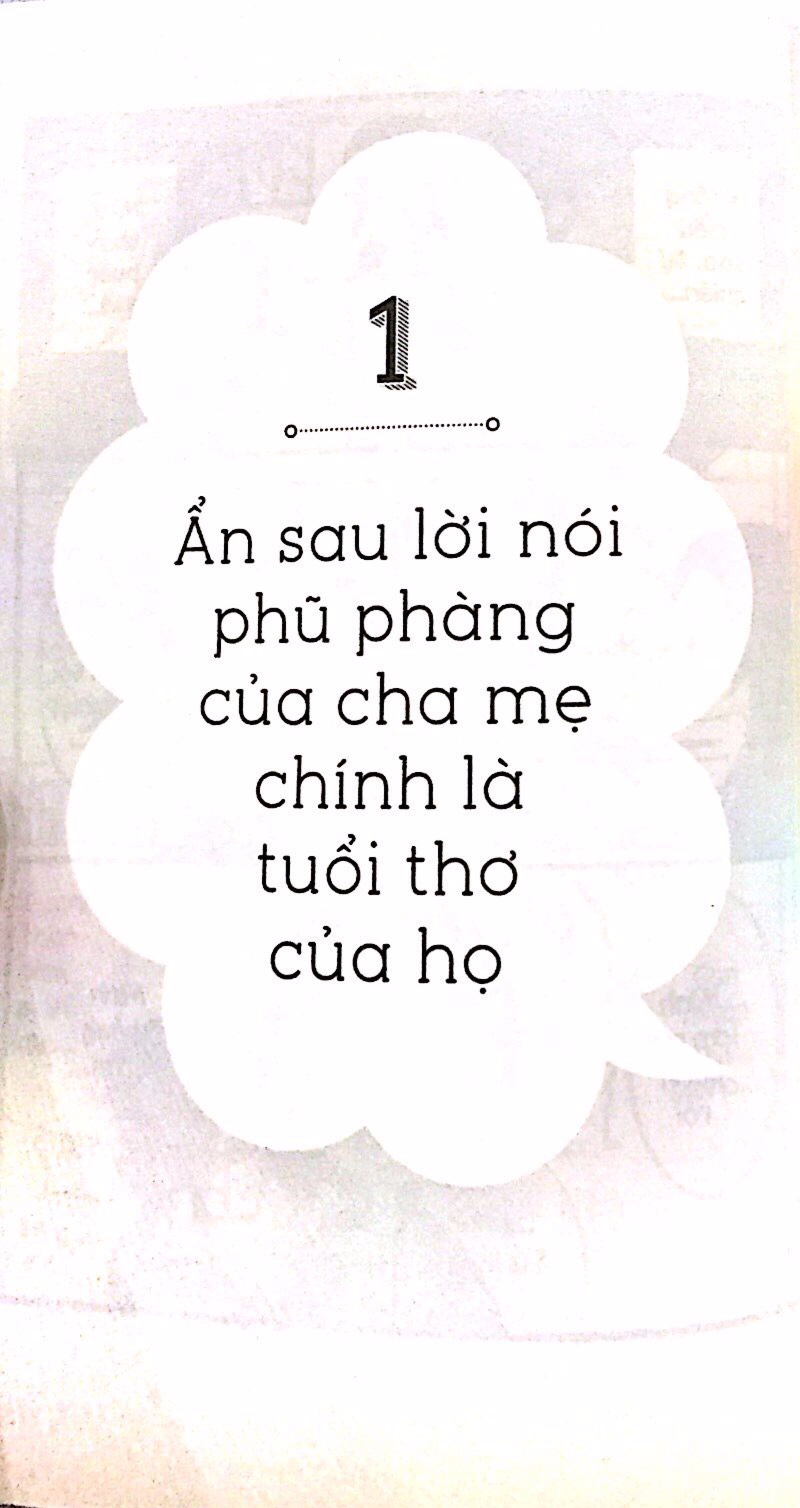 1
Ẩn sau lời nói
phũ phàng
của cha mẹ
chính là
tuổi thơ
của họ